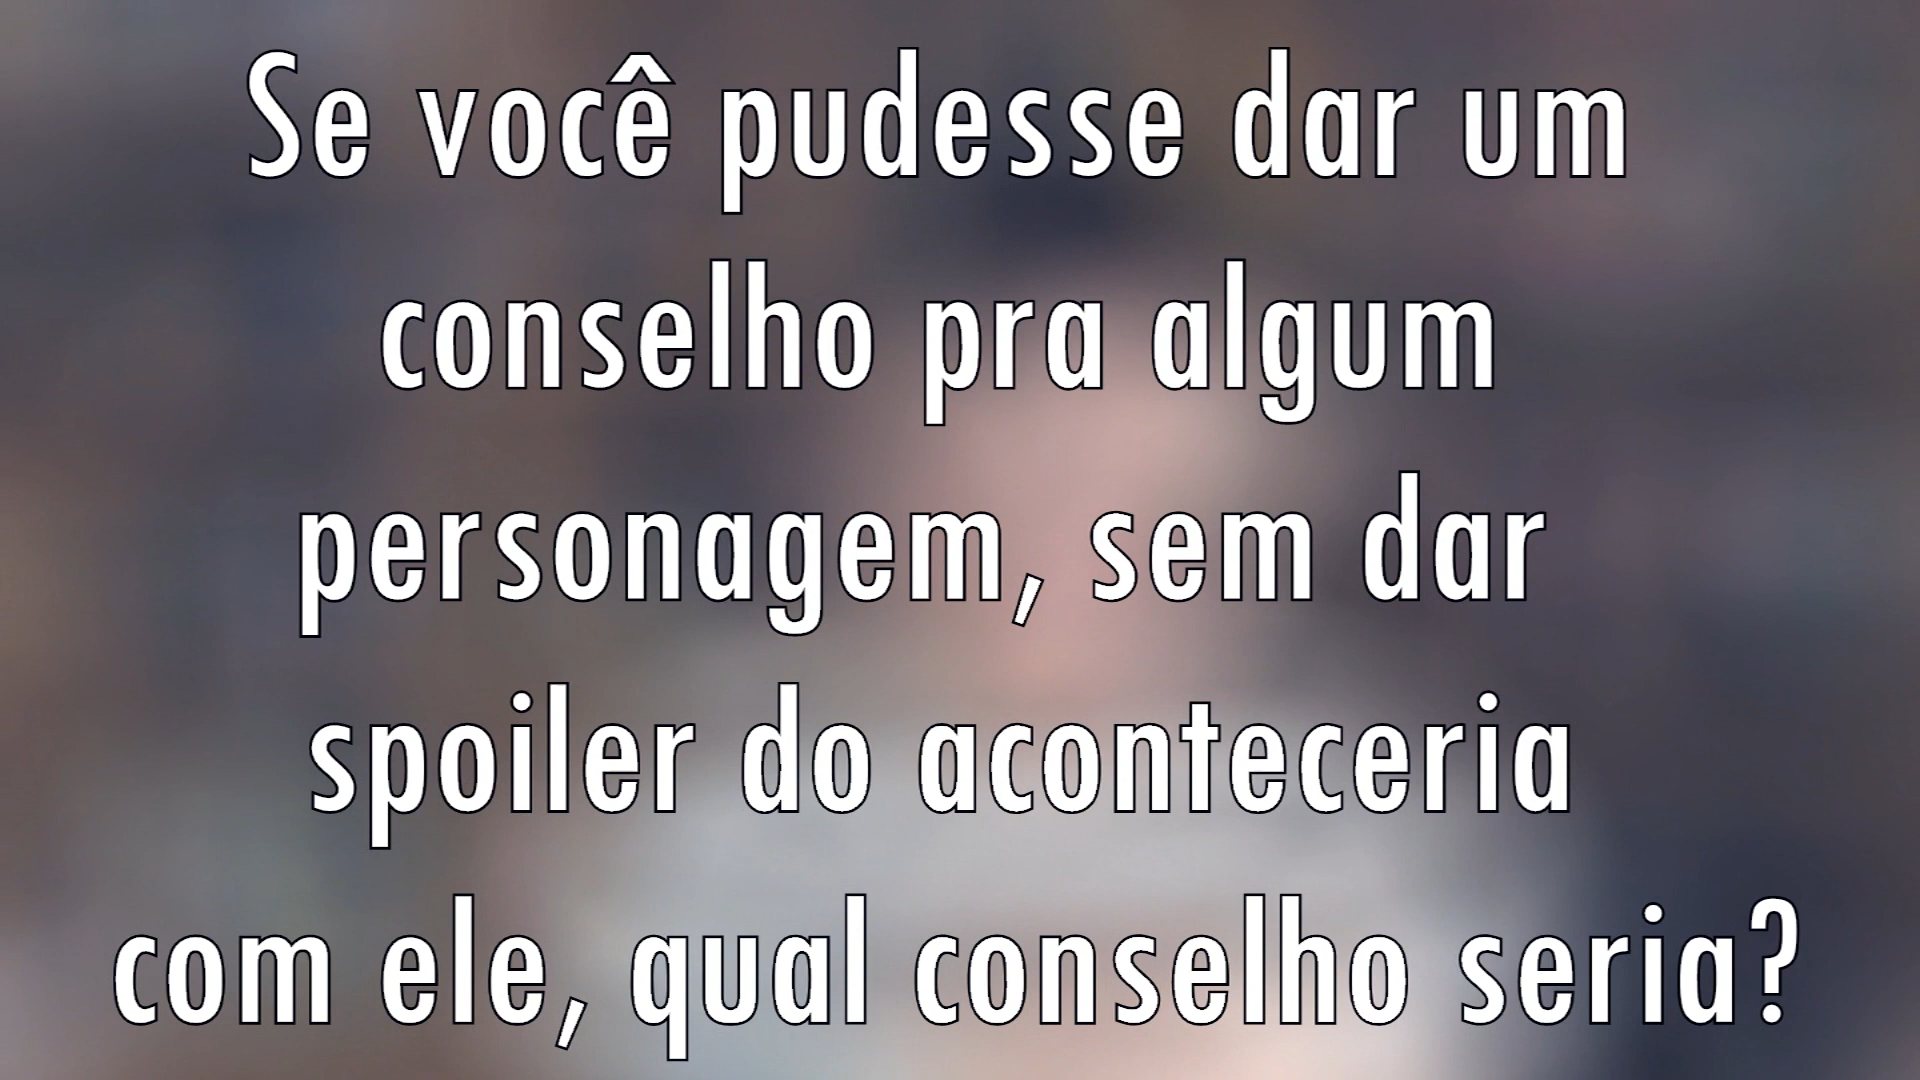 Se você pudesse dar um
conselho pra algum
personagem, sem dar
spoiler do aconteceria
com ele, qual conselho seria?